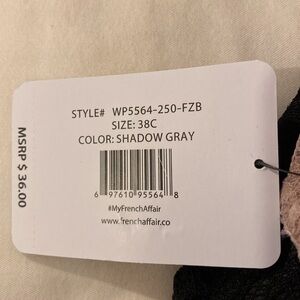 STYLE# WP5564-250-FZB
SIZE: 38C
COLOR: SHADOW GRAY
6 97610 95564 8
#MyFrenchAffair
www.frenchaffair.co
MSRP $ 36.00